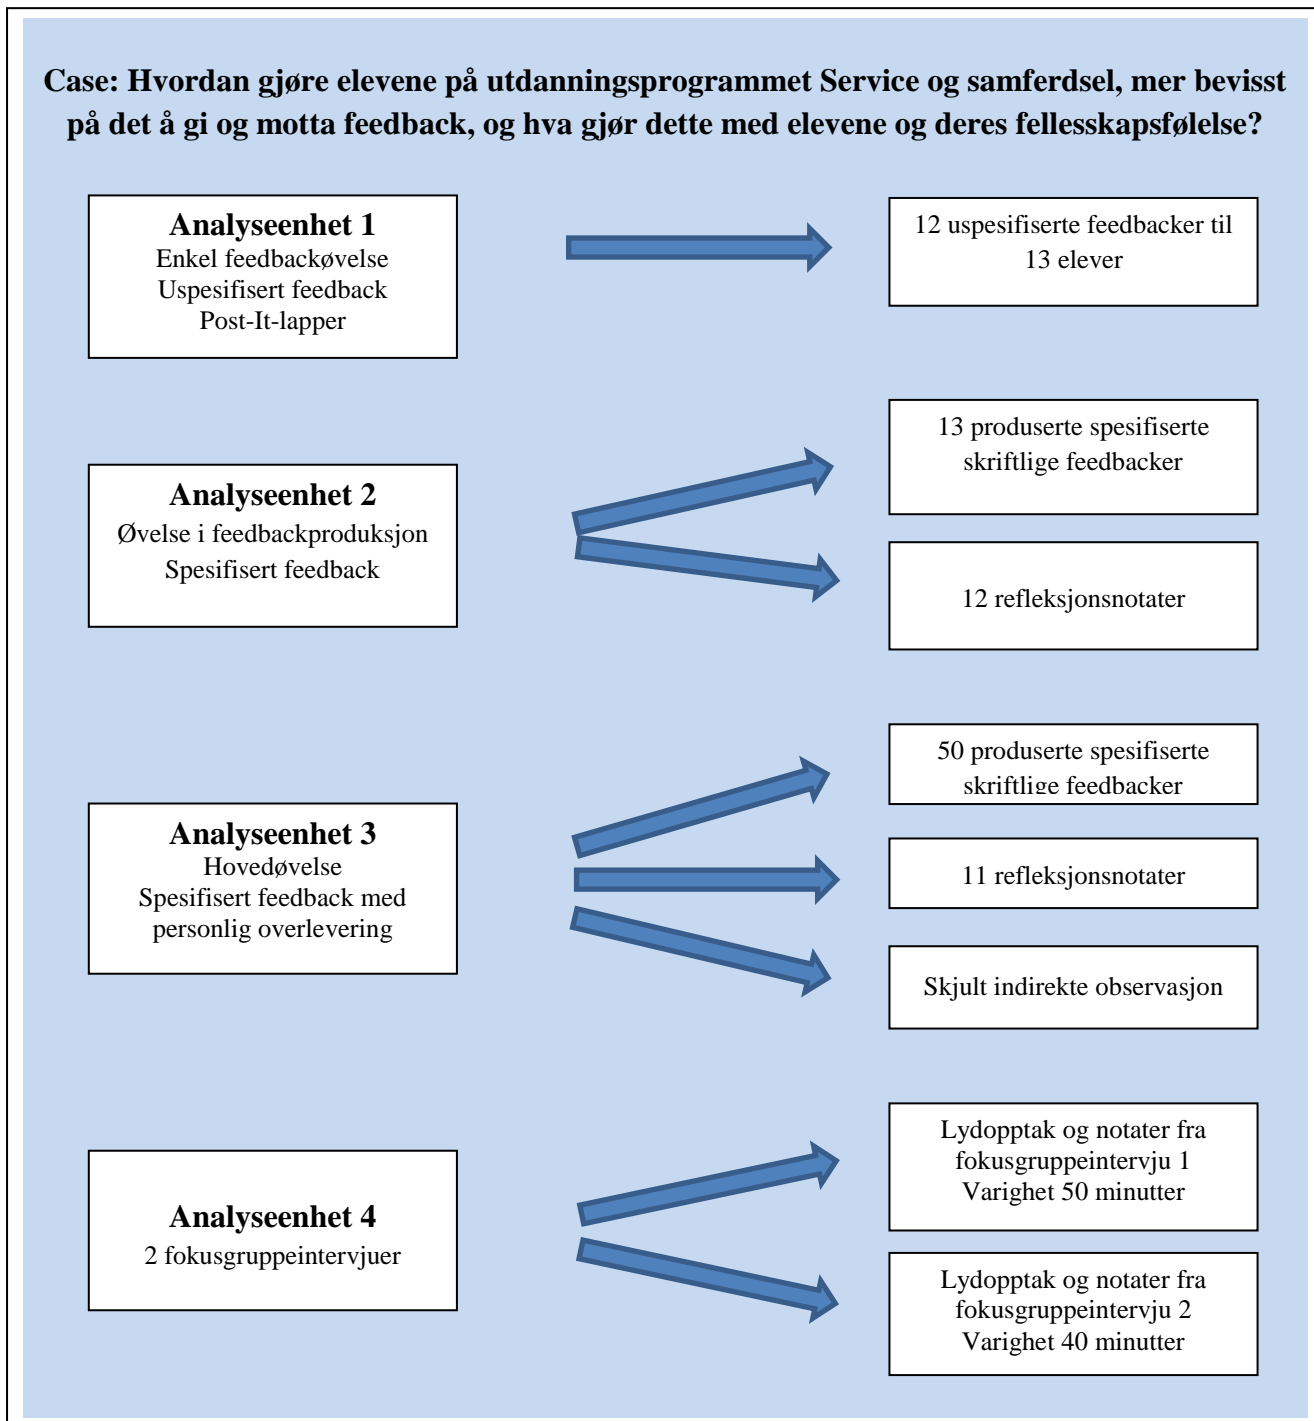 Case: Hvordan gjøre elevene på utdanningsprogrammet Service og samferdsel, mer bevisst
på det å gi og motta feedback, og hva gjør dette med elevene og deres fellesskapsfølelse?
Analyseenhet 1
Enkel feedbackøvelse
Uspesifisert feedback
Post-It-lapper
12 uspesifiserte feedbacker til
13 elever
Analyseenhet 2
Øvelse i feedbackproduksjon
Spesifisert feedback
13 produserte spesifiserte
skriftlige feedbacker
12 refleksjonsnotater
Analyseenhet 3
Hovedøvelse
Spesifisert feedback med
personlig overlevering
50 produserte spesifiserte
skriftlige feedbacker
11 refleksjonsnotater
Skjult indirekte observasjon
Analyseenhet 4
2 fokusgruppeintervjuer
Lydopptak og notater fra
fokusgruppeintervju 1
Varighet 50 minutter
Lydopptak og notater fra
fokusgruppeintervju 2
Varighet 40 minutter